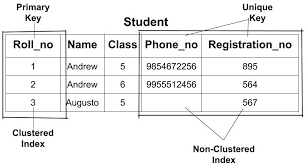 Primary Key
Student
Unique Key
Roll_no Name Class Phone_no Registration_no
1 Andrew 5 9854672256 895
2 Andrew 6 9955512456 564
3 Augusto 5 567
Clustered Index
Non-Clustered Index